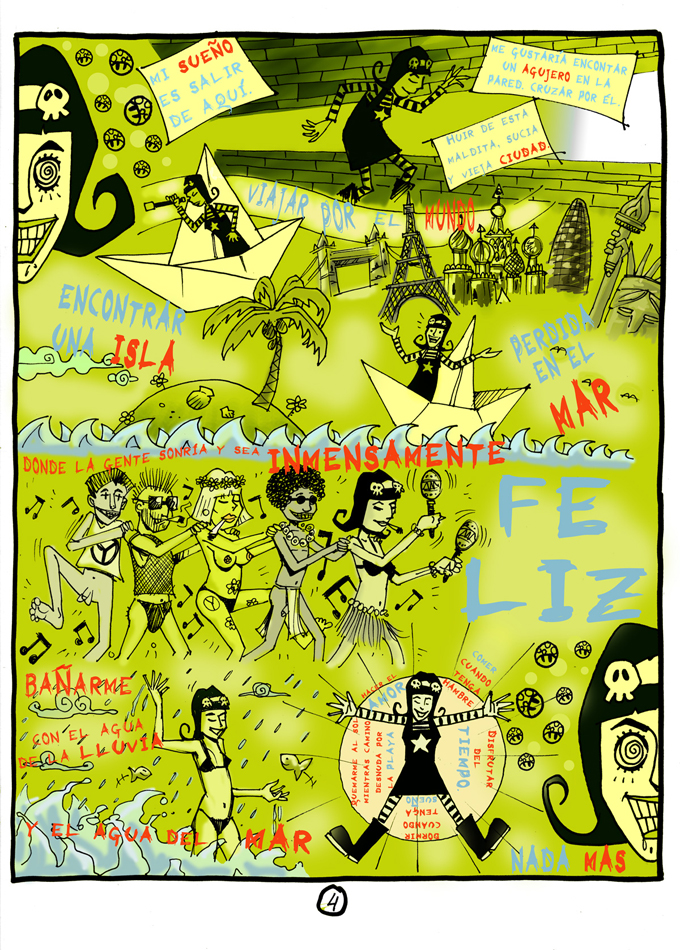 MI SUEÑO
ES SALIR
DE AQUÍ.
ME GUSTARÍA ENCONTAR
UN AGUJERO EN LA
PARED. CRUZAR POR ÉL.
HUIR DE ESTA
MALDITA, SUCIA
Y VIEJA CIUDAD.
VIAJAR POR EL MUNDO
ENCONTRAR
UNA ISLA
PERDIDA
EN EL
MAR
DONDE LA GENTE SONRÍA Y SEA INMENSAMENTE
FE
LIZ
BAÑARME
CON EL AGUA
DE LA LLUVIA
Y EL AGUA DEL MAR
HACER EL
AMOR
COMER
CUANDO
TENGA
HAMBRE
QUEMARME AL SOL
MIENTRAS CAMINO
DESNUDA POR
LA PLAYA
DISFRUTAR
DEL
TIEMPO.
DORMIR
CUANDO
TENGA
SUEÑO
NADA MÁS
4